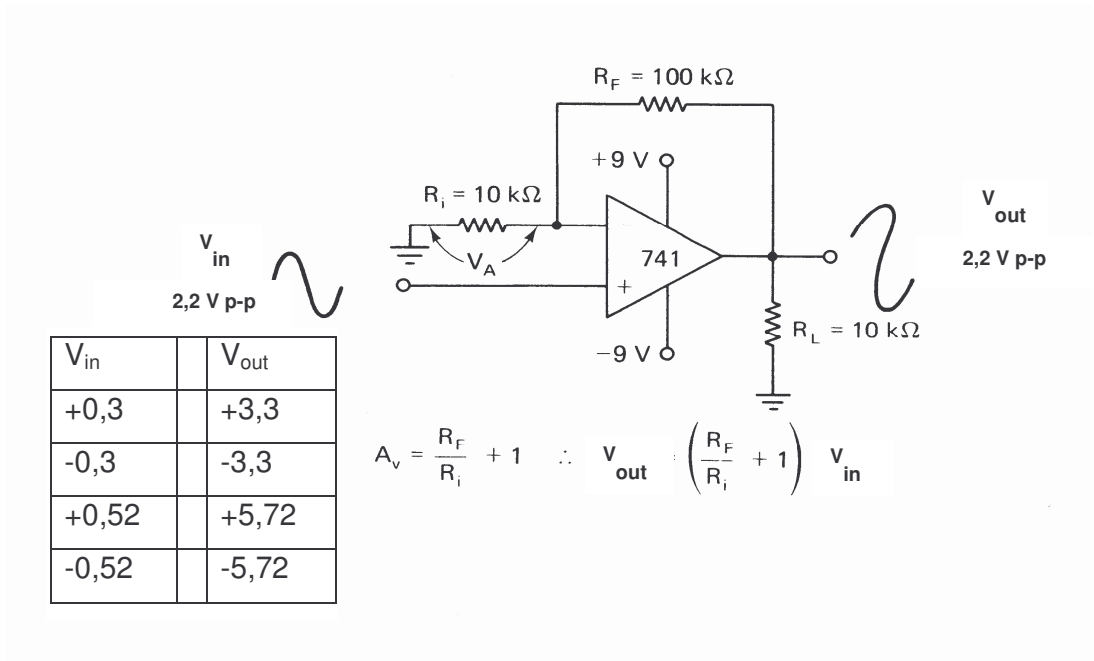 R_F = 100 kΩ
+9 V
R_i = 10 kΩ
V_A
741
+
−9 V
R_L = 10 kΩ
V_in
2,2 V p-p
V_out
2,2 V p-p
V_in V_out
+0,3 +3,3
-0,3 -3,3
+0,52 +5,72
-0,52 -5,72
A_v = R_F/R_i + 1 ∴ V_out (R_F/R_i + 1) V_in